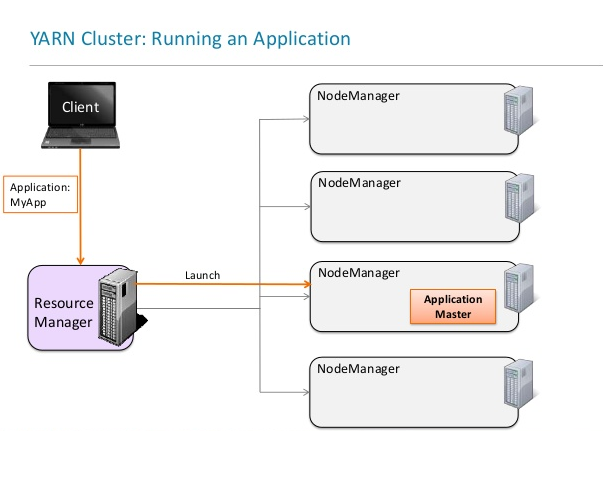 YARN Cluster: Running an Application
Client
NodeManager
Application:
MyApp
NodeManager
Launch
NodeManager
Resource
Manager
Application
Master
NodeManager